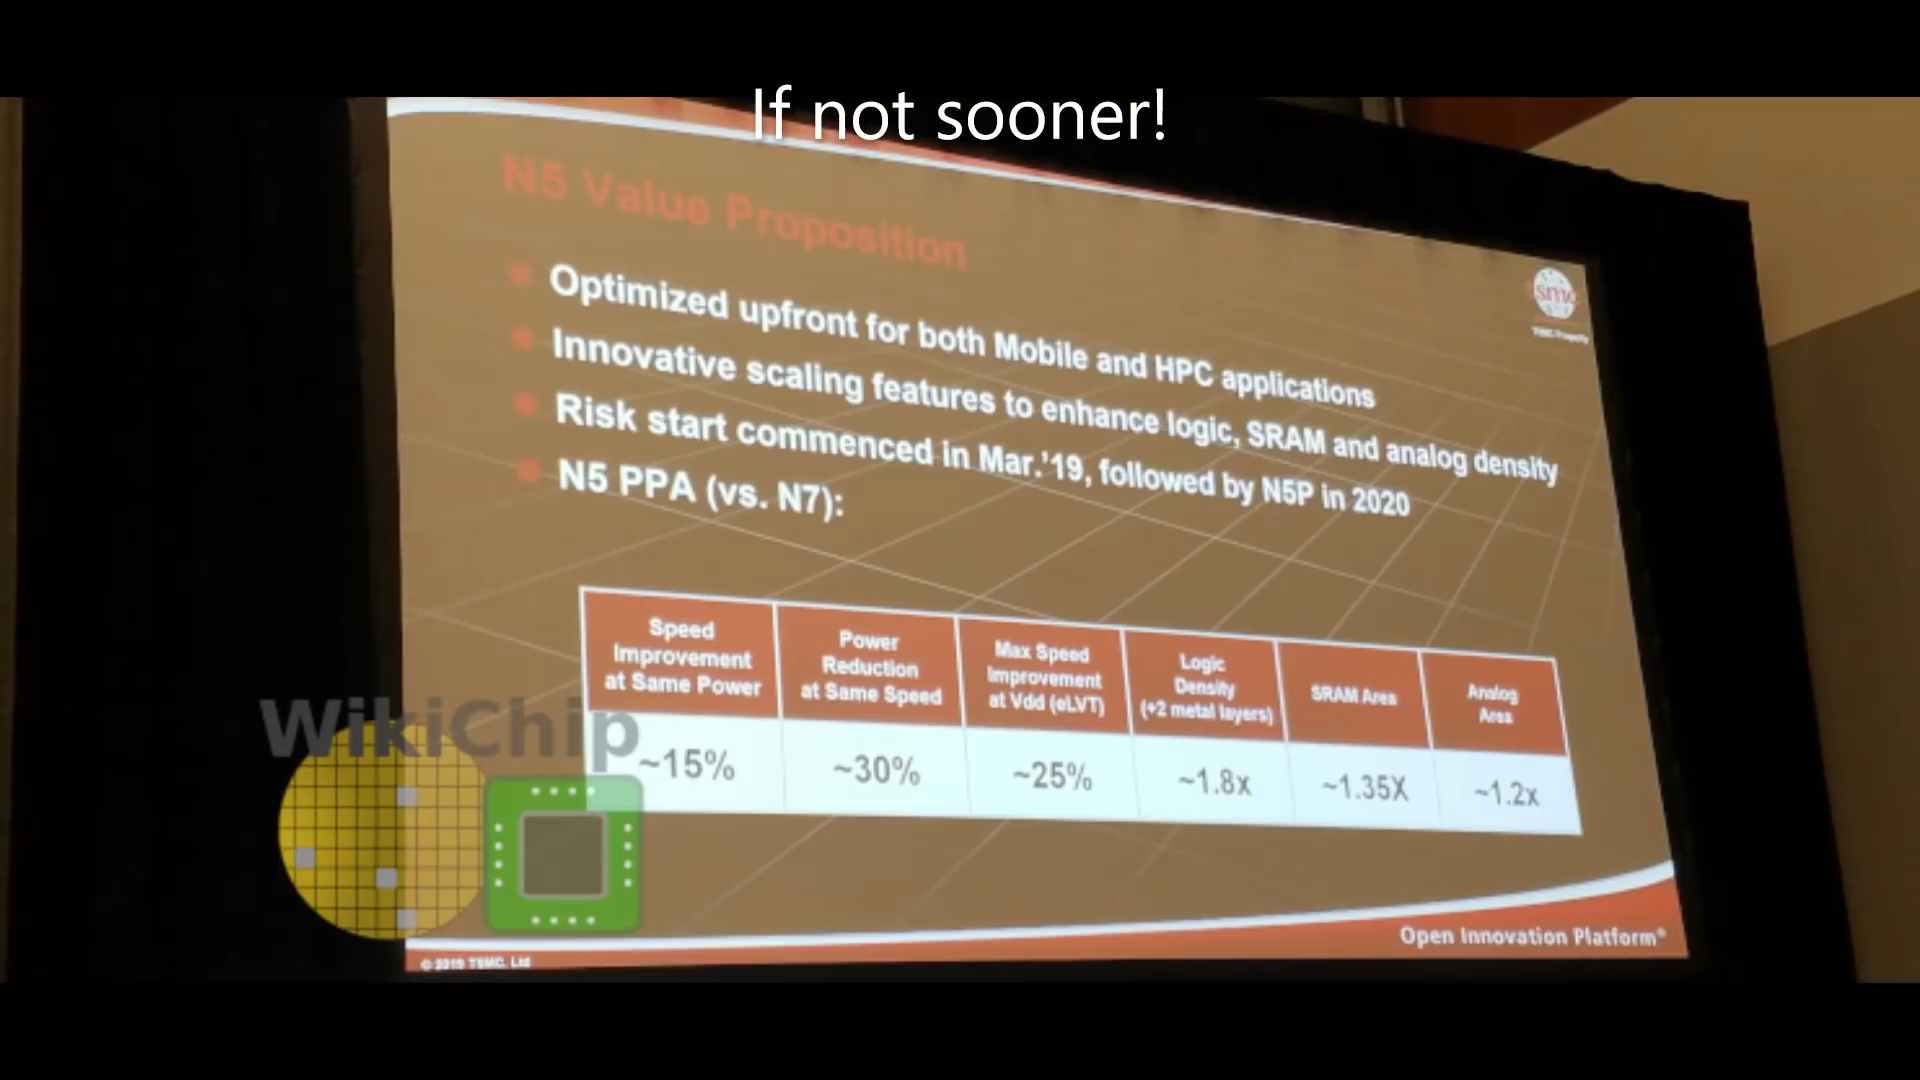 If not sooner!
N5 Value Proposition
Optimized upfront for both Mobile and HPC applications
Innovative scaling features to enhance logic, SRAM and analog density
Risk start commenced in Mar.'19, followed by N5P in 2020
N5 PPA (vs. N7):
Speed
Improvement
at Same Power
Power
Reduction
at Same Speed
Max Speed
Improvement
at Vdd (eLVT)
Logic
Density
(+2 metal layers)
SRAM Area
Analog
Area
~15%
~30%
~25%
~1.8x
~1.35X
~1.2x
WikiChip
Open Innovation Platform®
© 2019 TSMC, Ltd